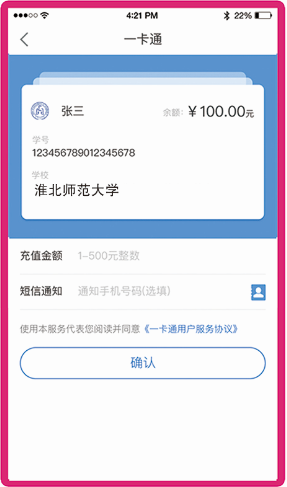 4:21 PM
22%
一卡通
张三
余额：￥100.00元
学号
123456789012345678
学校
淮北师范大学
充值金额 1-500元整数
短信通知 通知手机号码(选填)
使用本服务代表您阅读并同意《一卡通用户服务协议》
确认